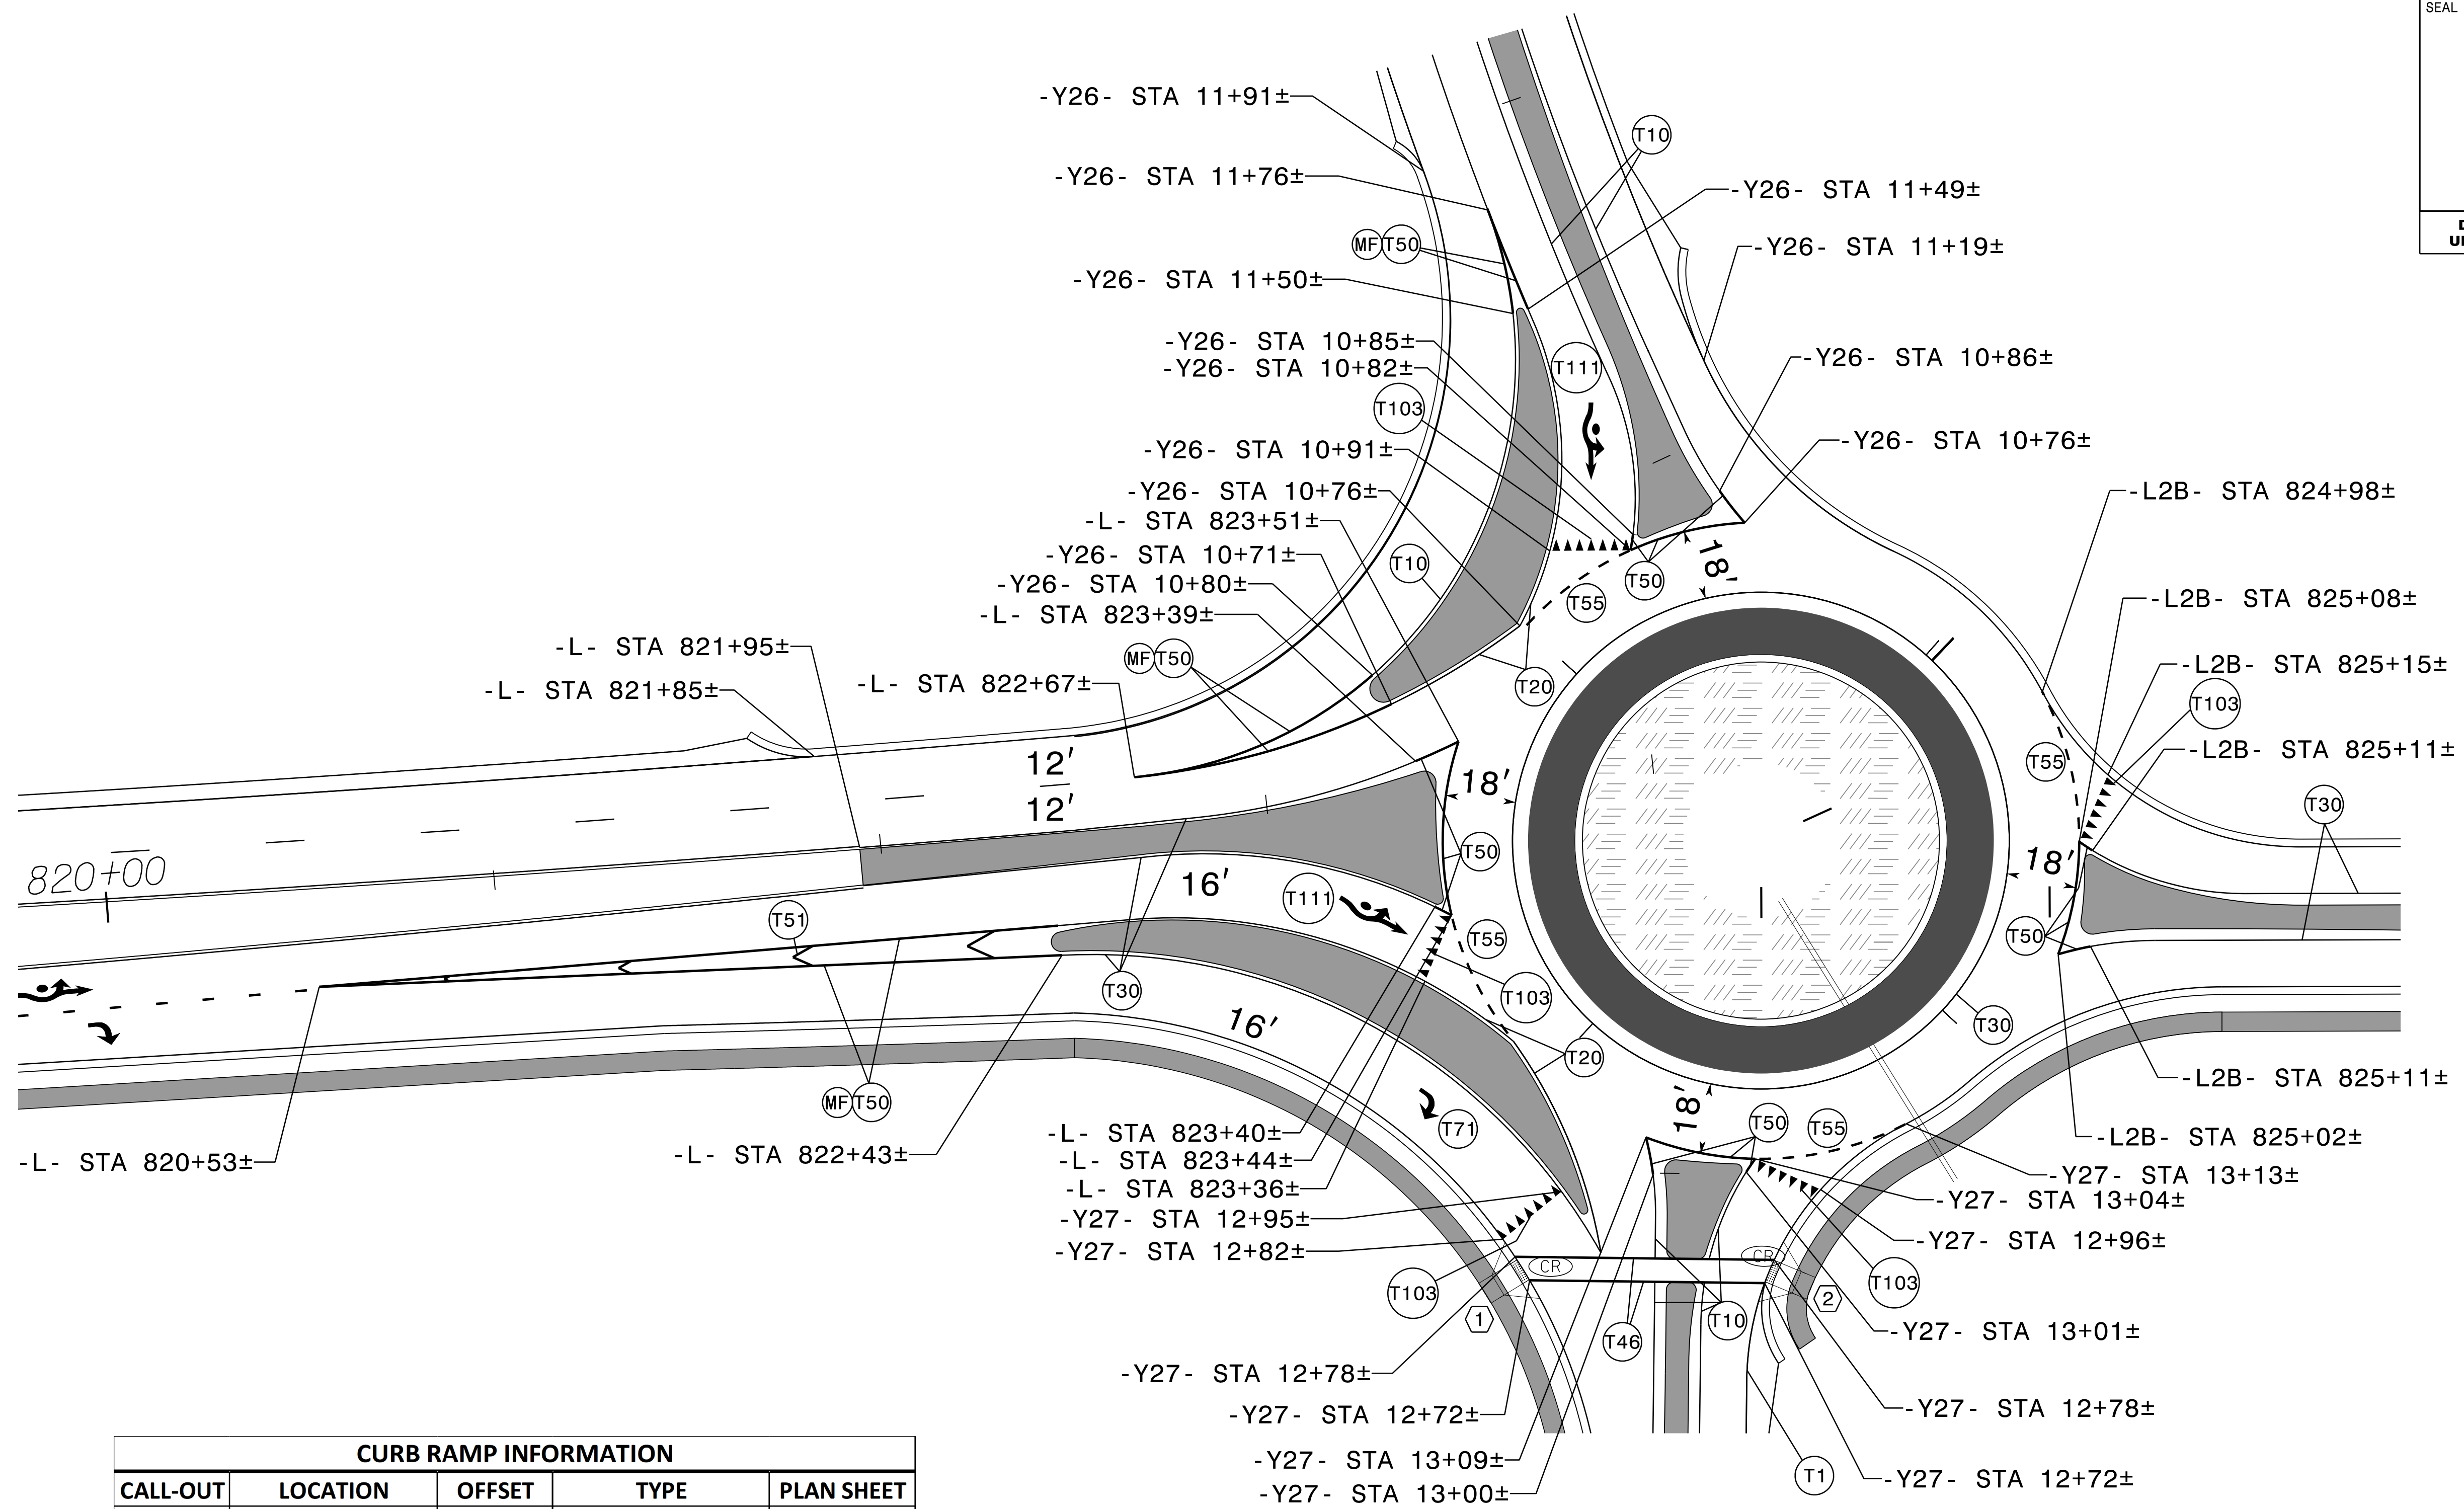 SEAL
D
UI
-Y26- STA 11+91±
T10
-Y26- STA 11+76±
-Y26- STA 11+49±
MF T50
-Y26- STA 11+19±
-Y26- STA 11+50±
-Y26- STA 10+85±
T111
-Y26- STA 10+86±
-Y26- STA 10+82±
T103
-Y26- STA 10+91±
-Y26- STA 10+76±
-Y26- STA 10+76±
-L2B- STA 824+98±
-L- STA 823+51±
-Y26- STA 10+71±
T10
18'
-Y26- STA 10+80±
T50
T55
-L2B- STA 825+08±
-L- STA 823+39±
-L- STA 821+95±
MF T50
-L2B- STA 825+15±
-L- STA 821+85±
-L- STA 822+67±
T20
T103
12'
12'
18'
T55
-L2B- STA 825+11±
T30
820+00
T50
18'
16'
T111
T51
T55
T50
T30
T103
16'
T30
T20
MF T50
-L2B- STA 825+11±
18'
T50
T55
T71
-L- STA 823+40±
-L2B- STA 825+02±
-L- STA 820+53±
-L- STA 822+43±
-L- STA 823+44±
-Y27- STA 13+13±
-L- STA 823+36±
-Y27- STA 13+04±
-Y27- STA 12+95±
-Y27- STA 12+96±
-Y27- STA 12+82±
CR
CR
T103
T103
1
2
T46
T10
-Y27- STA 13+01±
-Y27- STA 12+78±
-Y27- STA 12+78±
-Y27- STA 12+72±
-Y27- STA 13+09±
T1
-Y27- STA 12+72±
-Y27- STA 13+00±
CURB RAMP INFORMATION
CALL-OUT LOCATION OFFSET TYPE PLAN SHEET